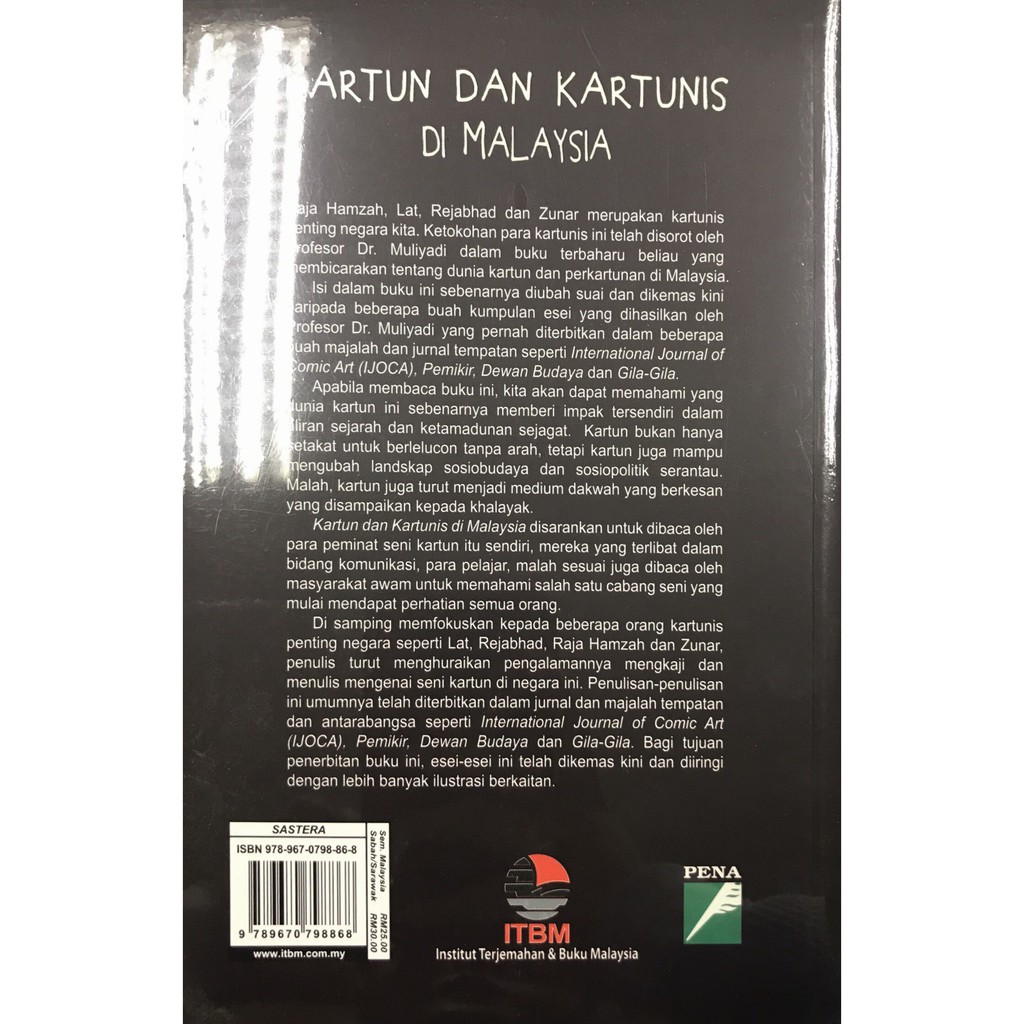 ARTUN DAN KARTUNIS
DI MALAYSIA
aja Hamzah, Lat, Rejabhad dan Zunar merupakan kartunis
enting negara kita. Ketokohan para kartunis ini telah disorot oleh
rofesor Dr. Muliyadi dalam buku terbaharu beliau yang
membicarakan tentang dunia kartun dan perkartunan di Malaysia.
Isi dalam buku ini sebenarnya diubah suai dan dikemas kini
daripada beberapa buah kumpulan esei yang dihasilkan oleh
Profesor Dr. Muliyadi yang pernah diterbitkan dalam beberapa
buah majalah dan jurnal tempatan seperti International Journal of
Comic Art (IJOCA), Pemikir, Dewan Budaya dan Gila-Gila.
Apabila membaca buku ini, kita akan dapat memahami yang
dunia kartun ini sebenarnya memberi impak tersendiri dalam
aliran sejarah dan ketamadunan sejagat. Kartun bukan hanya
setakat untuk berlelucon tanpa arah, tetapi kartun juga mampu
mengubah landskap sosiobudaya dan sosiopolitik serantau.
Malah, kartun juga turut menjadi medium dakwah yang berkesan
yang disampaikan kepada khalayak.
Kartun dan Kartunis di Malaysia disarankan untuk dibaca oleh
para peminat seni kartun itu sendiri, mereka yang terlibat dalam
bidang komunikasi, para pelajar, malah sesuai juga dibaca oleh
masyarakat awam untuk memahami salah satu cabang seni yang
mulai mendapat perhatian semua orang.
Di samping memfokuskan kepada beberapa orang kartunis
penting negara seperti Lat, Rejabhad, Raja Hamzah dan Zunar,
penulis turut menghuraikan pengalamannya mengkaji dan
menulis mengenai seni kartun di negara ini. Penulisan-penulisan
ini umumnya telah diterbitkan dalam jurnal dan majalah tempatan
dan antarabangsa seperti International Journal of Comic Art
(IJOCA), Pemikir, Dewan Budaya dan Gila-Gila. Bagi tujuan
penerbitan buku ini, esei-esei ini telah dikemas kini dan diiringi
dengan lebih banyak ilustrasi berkaitan.
SASTERA
ISBN 978-967-0798-86-8
9 789670 798868
www.itbm.com.my
Sem. Malaysia RM25.00
Sabah/Sarawak RM30.00
ITBM
Institut Terjemahan & Buku Malaysia
PENA